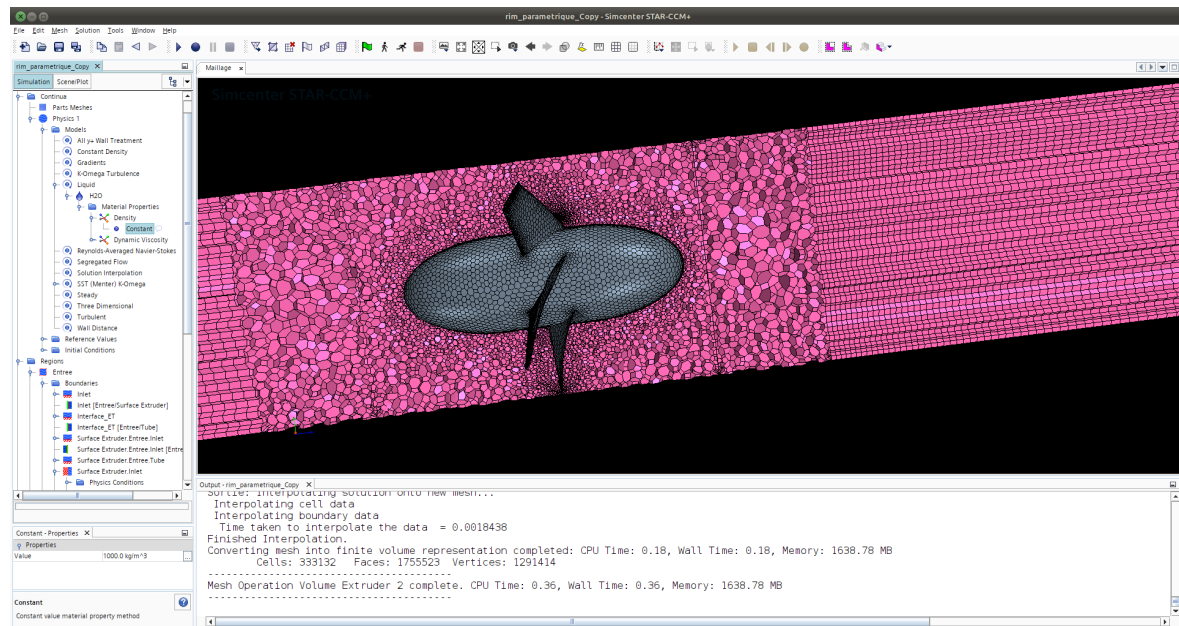 rim_parametrique_Copy - Simcenter STAR-CCM+
File Edit Mesh Solution Tools Window Help
rim_parametrique_Copy
Simulation Scene/Plot
Continua
Parts Meshes
Physics 1
Models
All y+ Wall Treatment
Constant Density
Gradients
K-Omega Turbulence
Liquid
H2O
Material Properties
Density
Constant
Dynamic Viscosity
Reynolds-Averaged Navier-Stokes
Segregated Flow
Solution Interpolation
SST (Menter) K-Omega
Steady
Three Dimensional
Turbulent
Wall Distance
Reference Values
Initial Conditions
Regions
Entree
Boundaries
Inlet
Inlet [Entree/Surface Extruder]
Interface_ET
Interface_ET [Entree/Tube]
Surface Extruder.Entree.Inlet
Surface Extruder.Entree.Inlet [Entre
Surface Extruder.Entree.Tube
Surface Extruder.Inlet
Physics Conditions
Constant - Properties
Properties
Value 1000.0 kg/m^3
Constant
Constant value material property method
Maillage
Simcenter STAR-CCM+
Output - rim_parametrique_Copy
Sortie: Interpolating solution onto new mesh...
Interpolating cell data
Interpolating boundary data
Time taken to interpolate the data = 0.0018438
Finished Interpolation.
Converting mesh into finite volume representation completed: CPU Time: 0.18, Wall Time: 0.18, Memory: 1638.78 MB
Cells: 333132 Faces: 1755523 Vertices: 1291414
----------------------------------------
Mesh Operation Volume Extruder 2 complete. CPU Time: 0.36, Wall Time: 0.36, Memory: 1638.78 MB
----------------------------------------